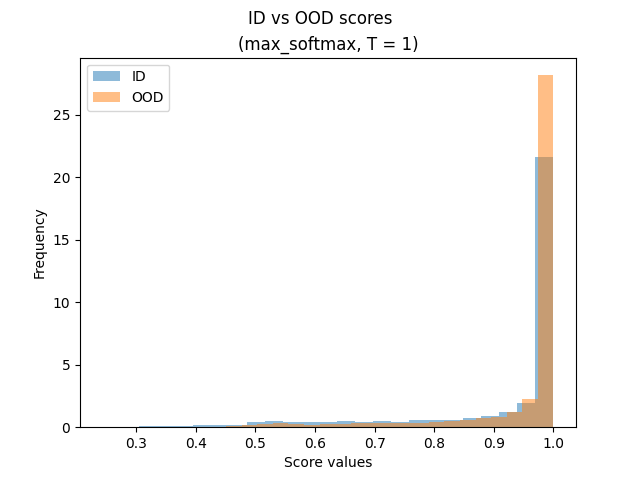 ID vs OOD scores
(max_softmax, T = 1)
ID
OOD
25
20
15
10
5
0
Frequency
0.3 0.4 0.5 0.6 0.7 0.8 0.9 1.0
Score values